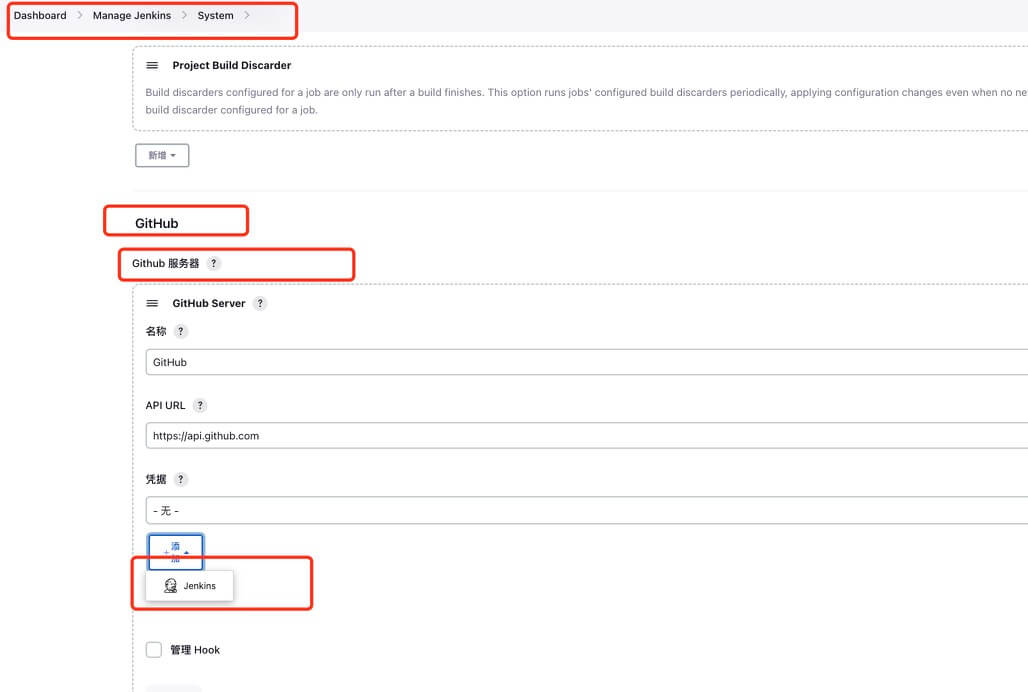 Dashboard > Manage Jenkins > System >
Project Build Discarder
Build discarders configured for a job are only run after a build finishes. This option runs jobs' configured build discarders periodically, applying configuration changes even when no ne
build discarder configured for a job.
新增
GitHub
Github 服务器 ?
GitHub Server ?
名称 ?
GitHub
API URL ?
https://api.github.com
凭据 ?
- 无 -
+ 添
加
Jenkins
管理 Hook